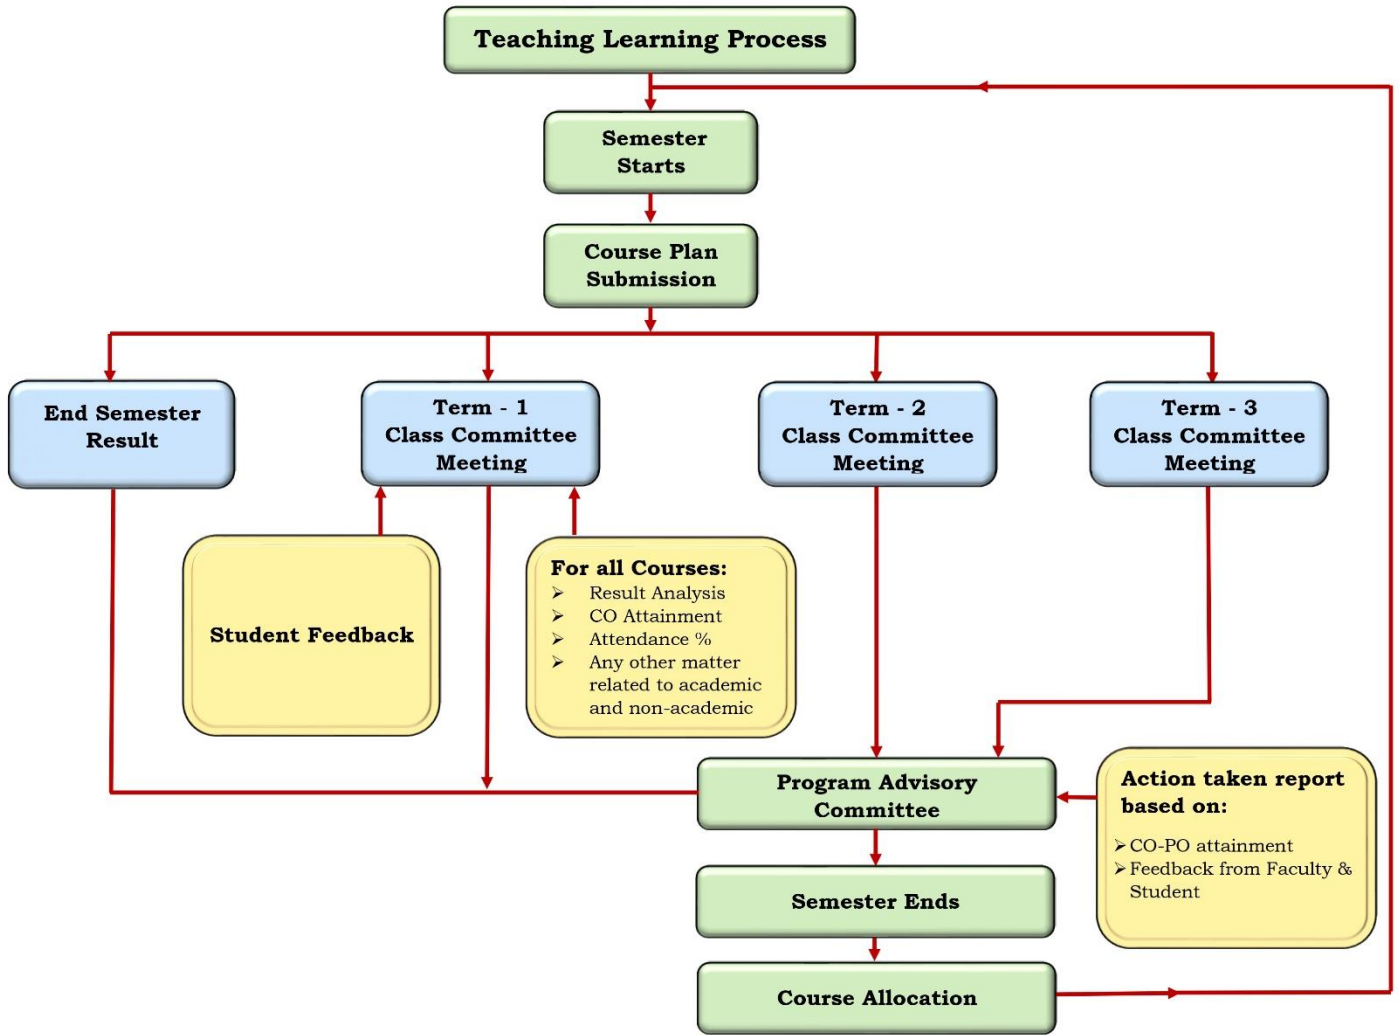 Teaching Learning Process
Semester
Starts
Course Plan
Submission
End Semester
Result
Term - 1
Class Committee
Meeting
Term - 2
Class Committee
Meeting
Term - 3
Class Committee
Meeting
Student Feedback
For all Courses:
➢ Result Analysis
➢ CO Attainment
➢ Attendance %
➢ Any other matter
related to academic
and non-academic
Program Advisory
Committee
Action taken report
based on:
➢ CO-PO attainment
➢ Feedback from Faculty &
Student
Semester Ends
Course Allocation